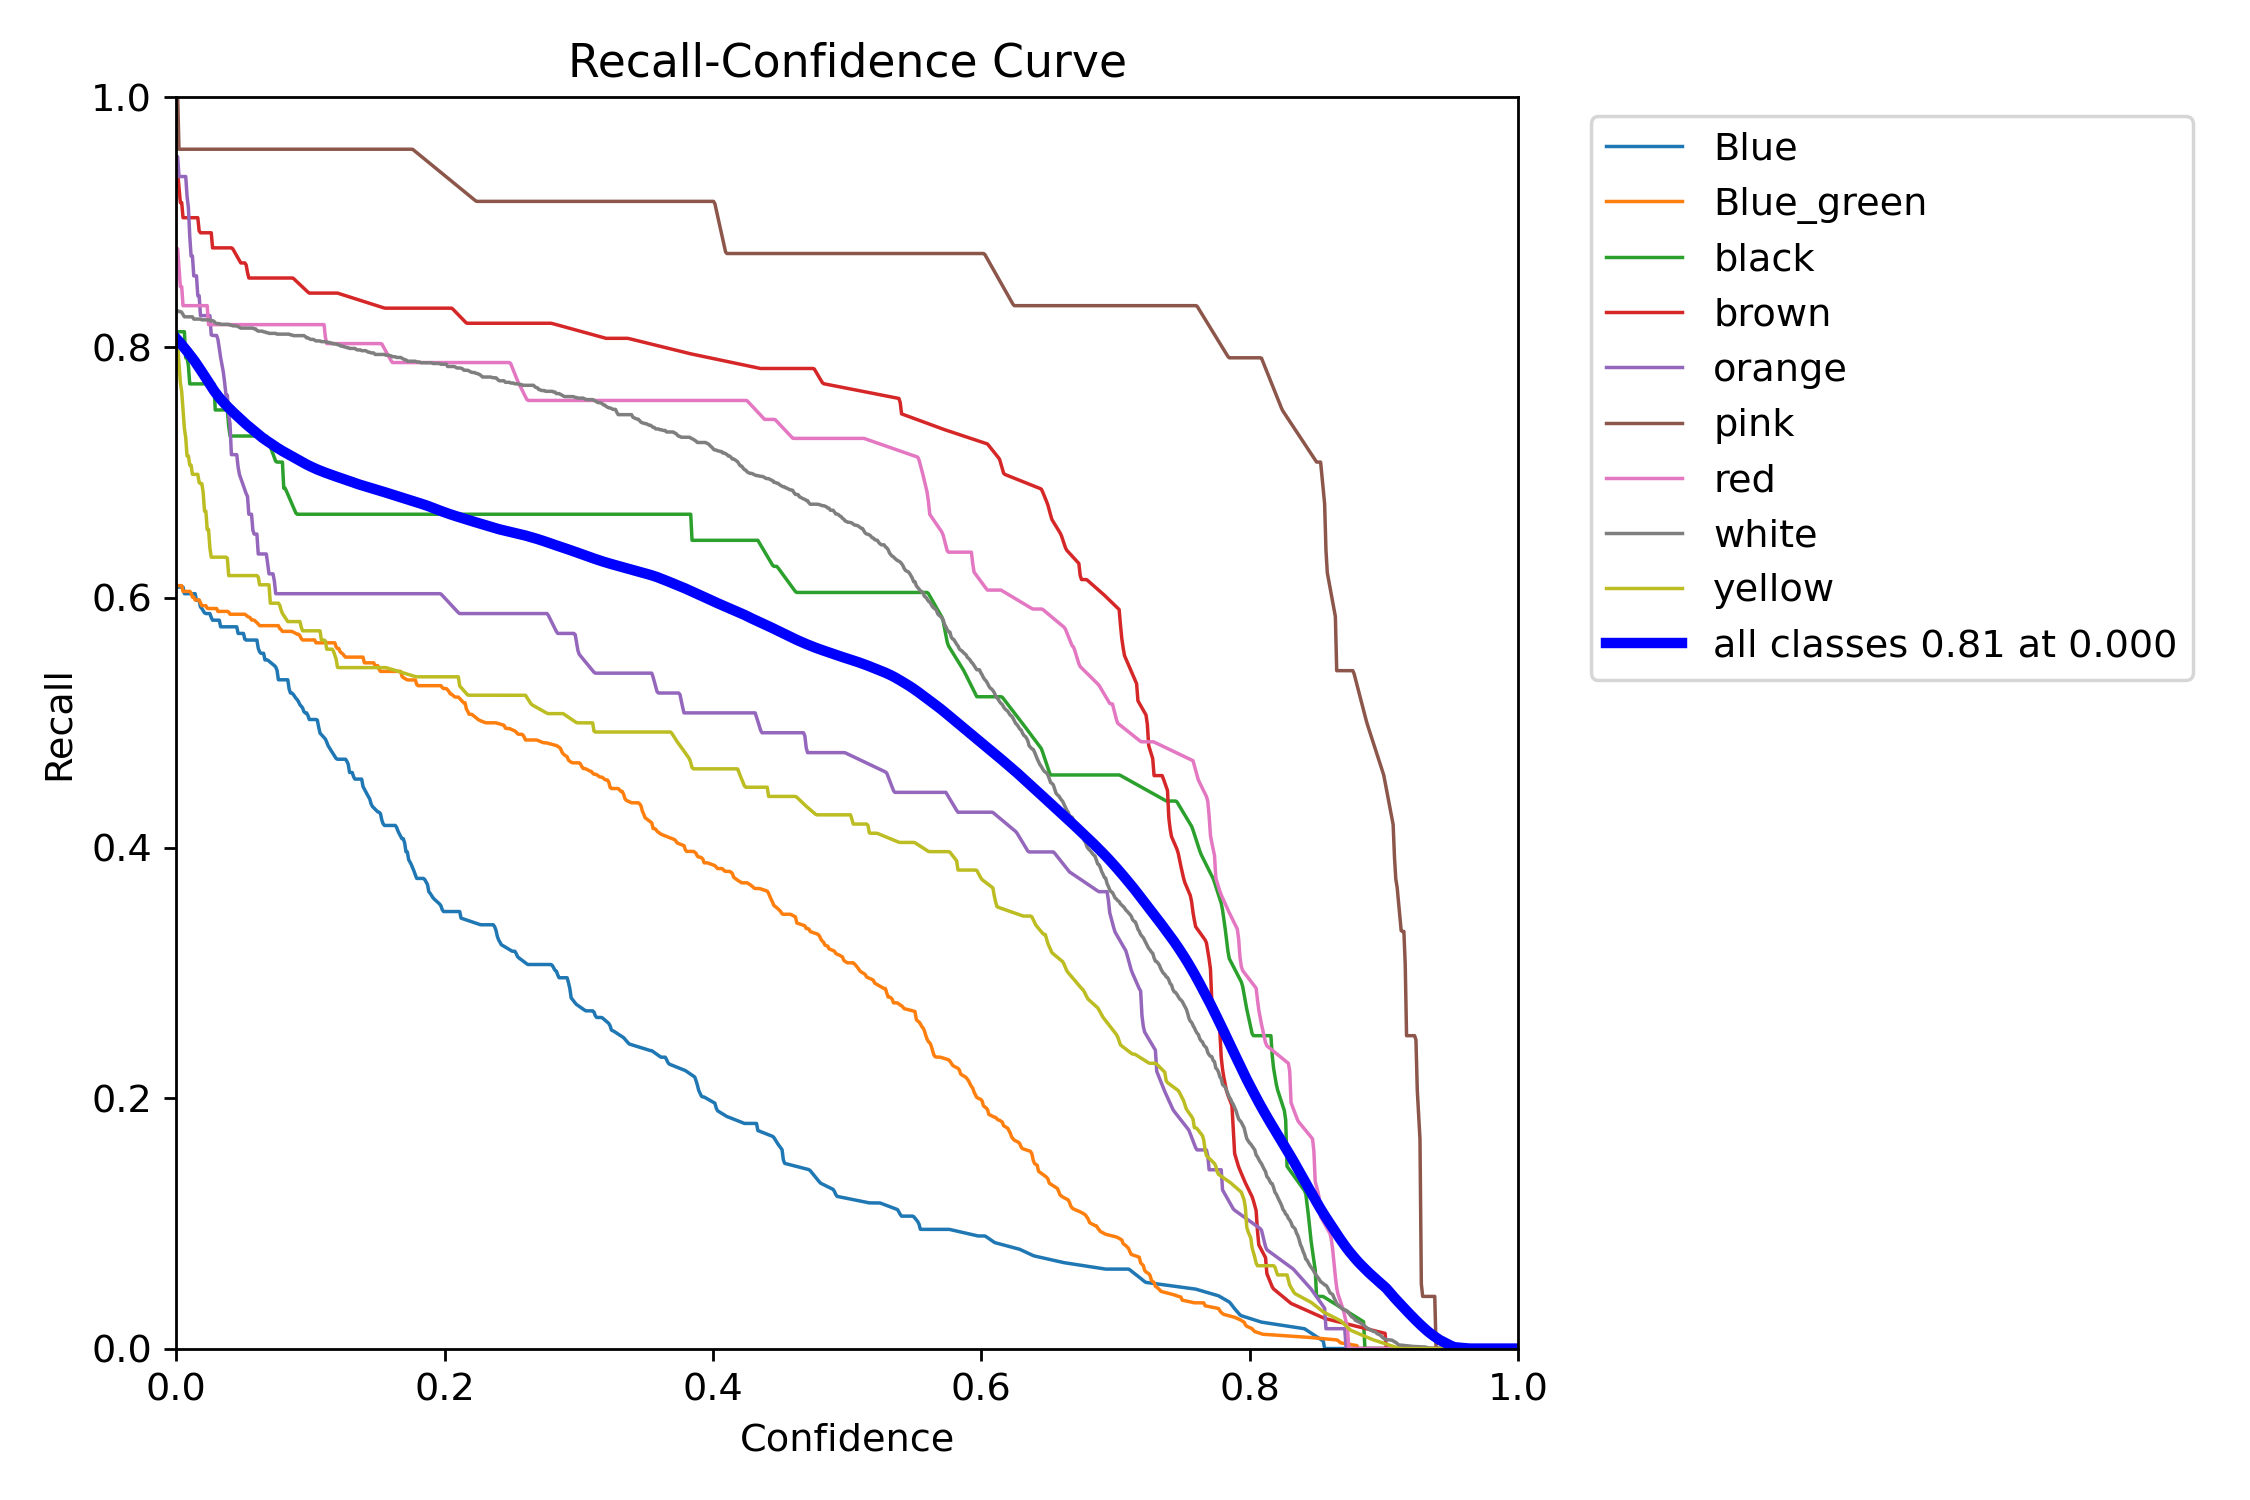 Recall-Confidence Curve
1.0
0.8
0.6
0.4
0.2
0.0
Recall
0.0 0.2 0.4 0.6 0.8 1.0
Confidence
Blue
Blue_green
black
brown
orange
pink
red
white
yellow
all classes 0.81 at 0.000